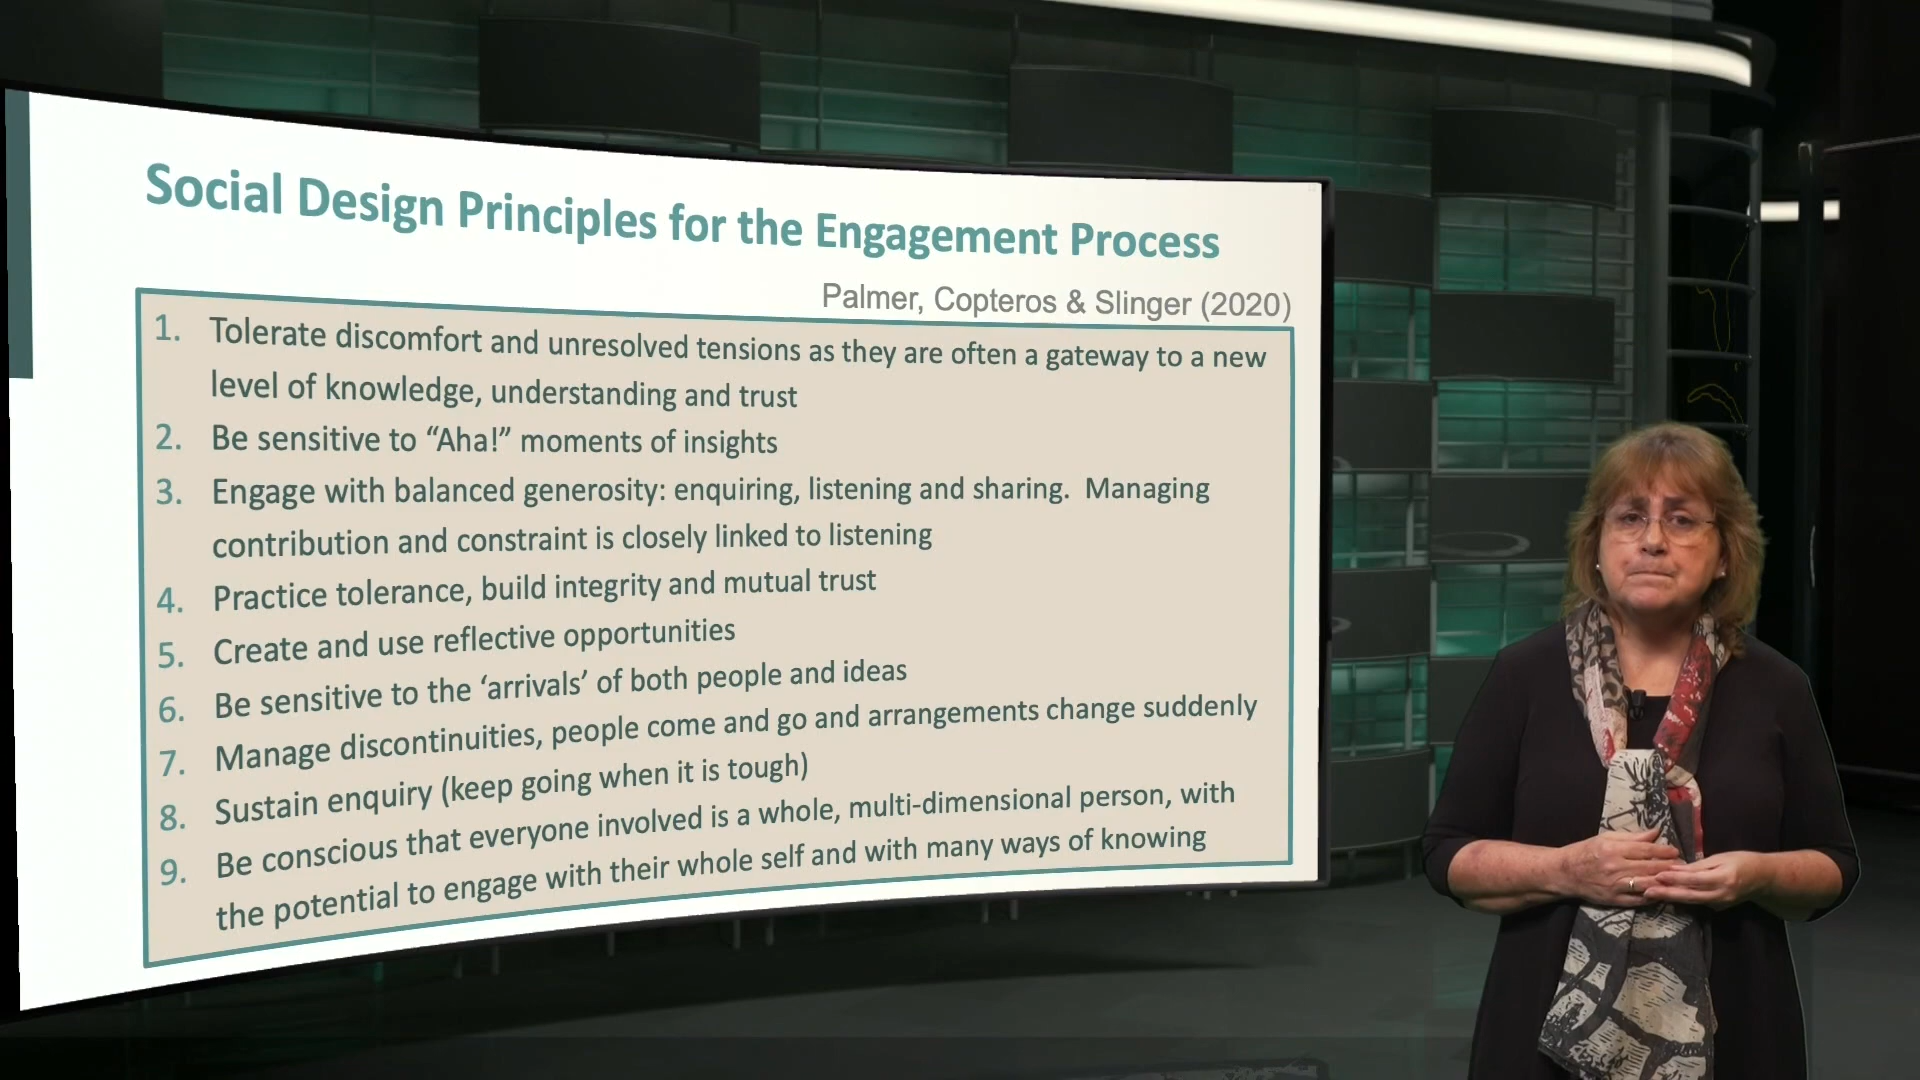 Social Design Principles for the Engagement Process
Palmer, Copteros & Slinger (2020)
1. Tolerate discomfort and unresolved tensions as they are often a gateway to a new
level of knowledge, understanding and trust
2. Be sensitive to “Aha!” moments of insights
3. Engage with balanced generosity: enquiring, listening and sharing. Managing
contribution and constraint is closely linked to listening
4. Practice tolerance, build integrity and mutual trust
5. Create and use reflective opportunities
6. Be sensitive to the ‘arrivals’ of both people and ideas
7. Manage discontinuities, people come and go and arrangements change suddenly
8. Sustain enquiry (keep going when it is tough)
9. Be conscious that everyone involved is a whole, multi-dimensional person, with
the potential to engage with their whole self and with many ways of knowing